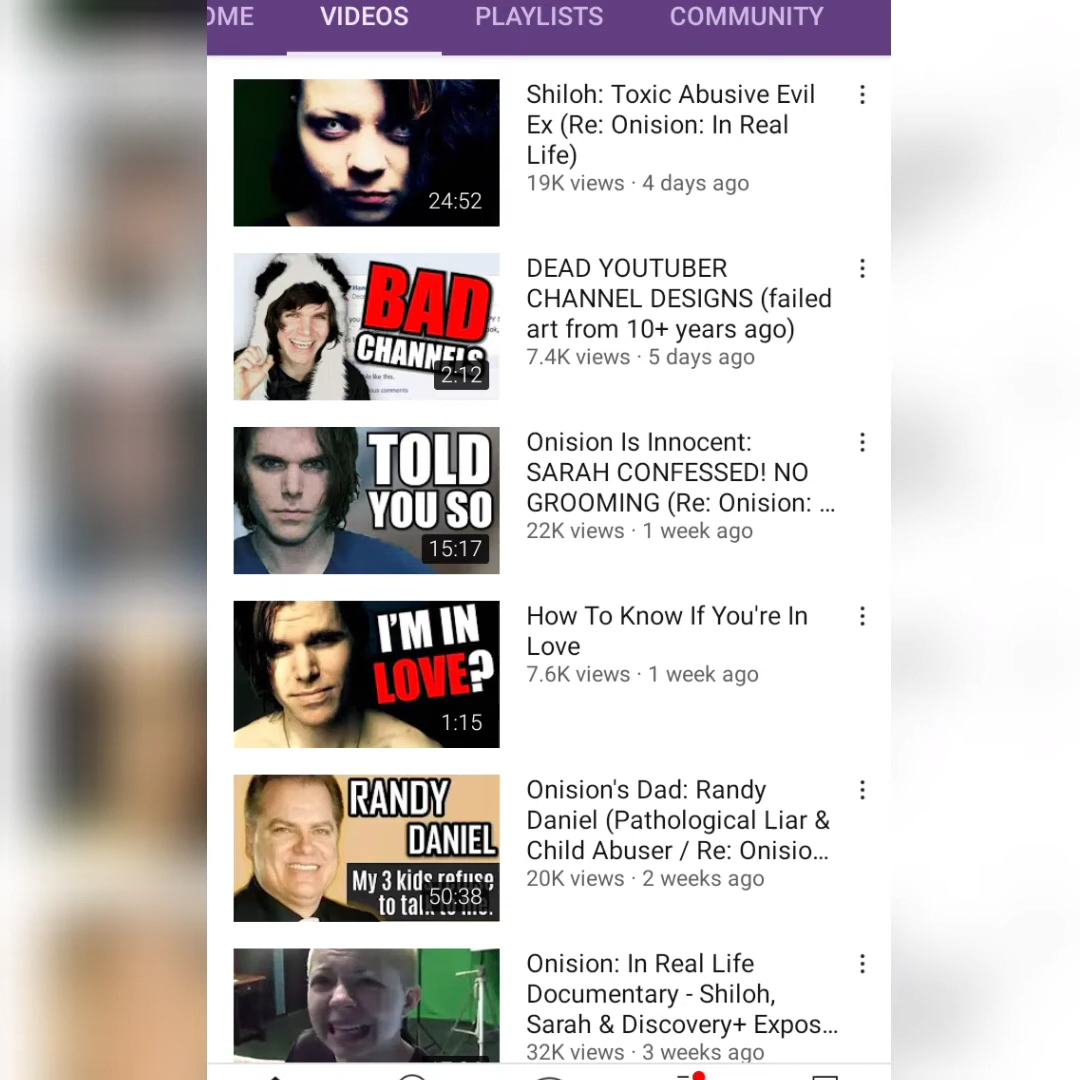 OME VIDEOS PLAYLISTS COMMUNITY
24:52
Shiloh: Toxic Abusive Evil
Ex (Re: Onision: In Real
Life)
19K views · 4 days ago
BAD
CHANNELS
2:12
DEAD YOUTUBER
CHANNEL DESIGNS (failed
art from 10+ years ago)
7.4K views · 5 days ago
TOLD
YOU SO
15:17
Onision Is Innocent:
SARAH CONFESSED! NO
GROOMING (Re: Onision: ...
22K views · 1 week ago
I'M IN
LOVE?
1:15
How To Know If You're In
Love
7.6K views · 1 week ago
RANDY
DANIEL
My 3 kids refuse
to talk to me.
50:38
Onision's Dad: Randy
Daniel (Pathological Liar &
Child Abuser / Re: Onisio...
20K views · 2 weeks ago
Onision: In Real Life
Documentary - Shiloh,
Sarah & Discovery+ Expos...
32K views · 3 weeks ago